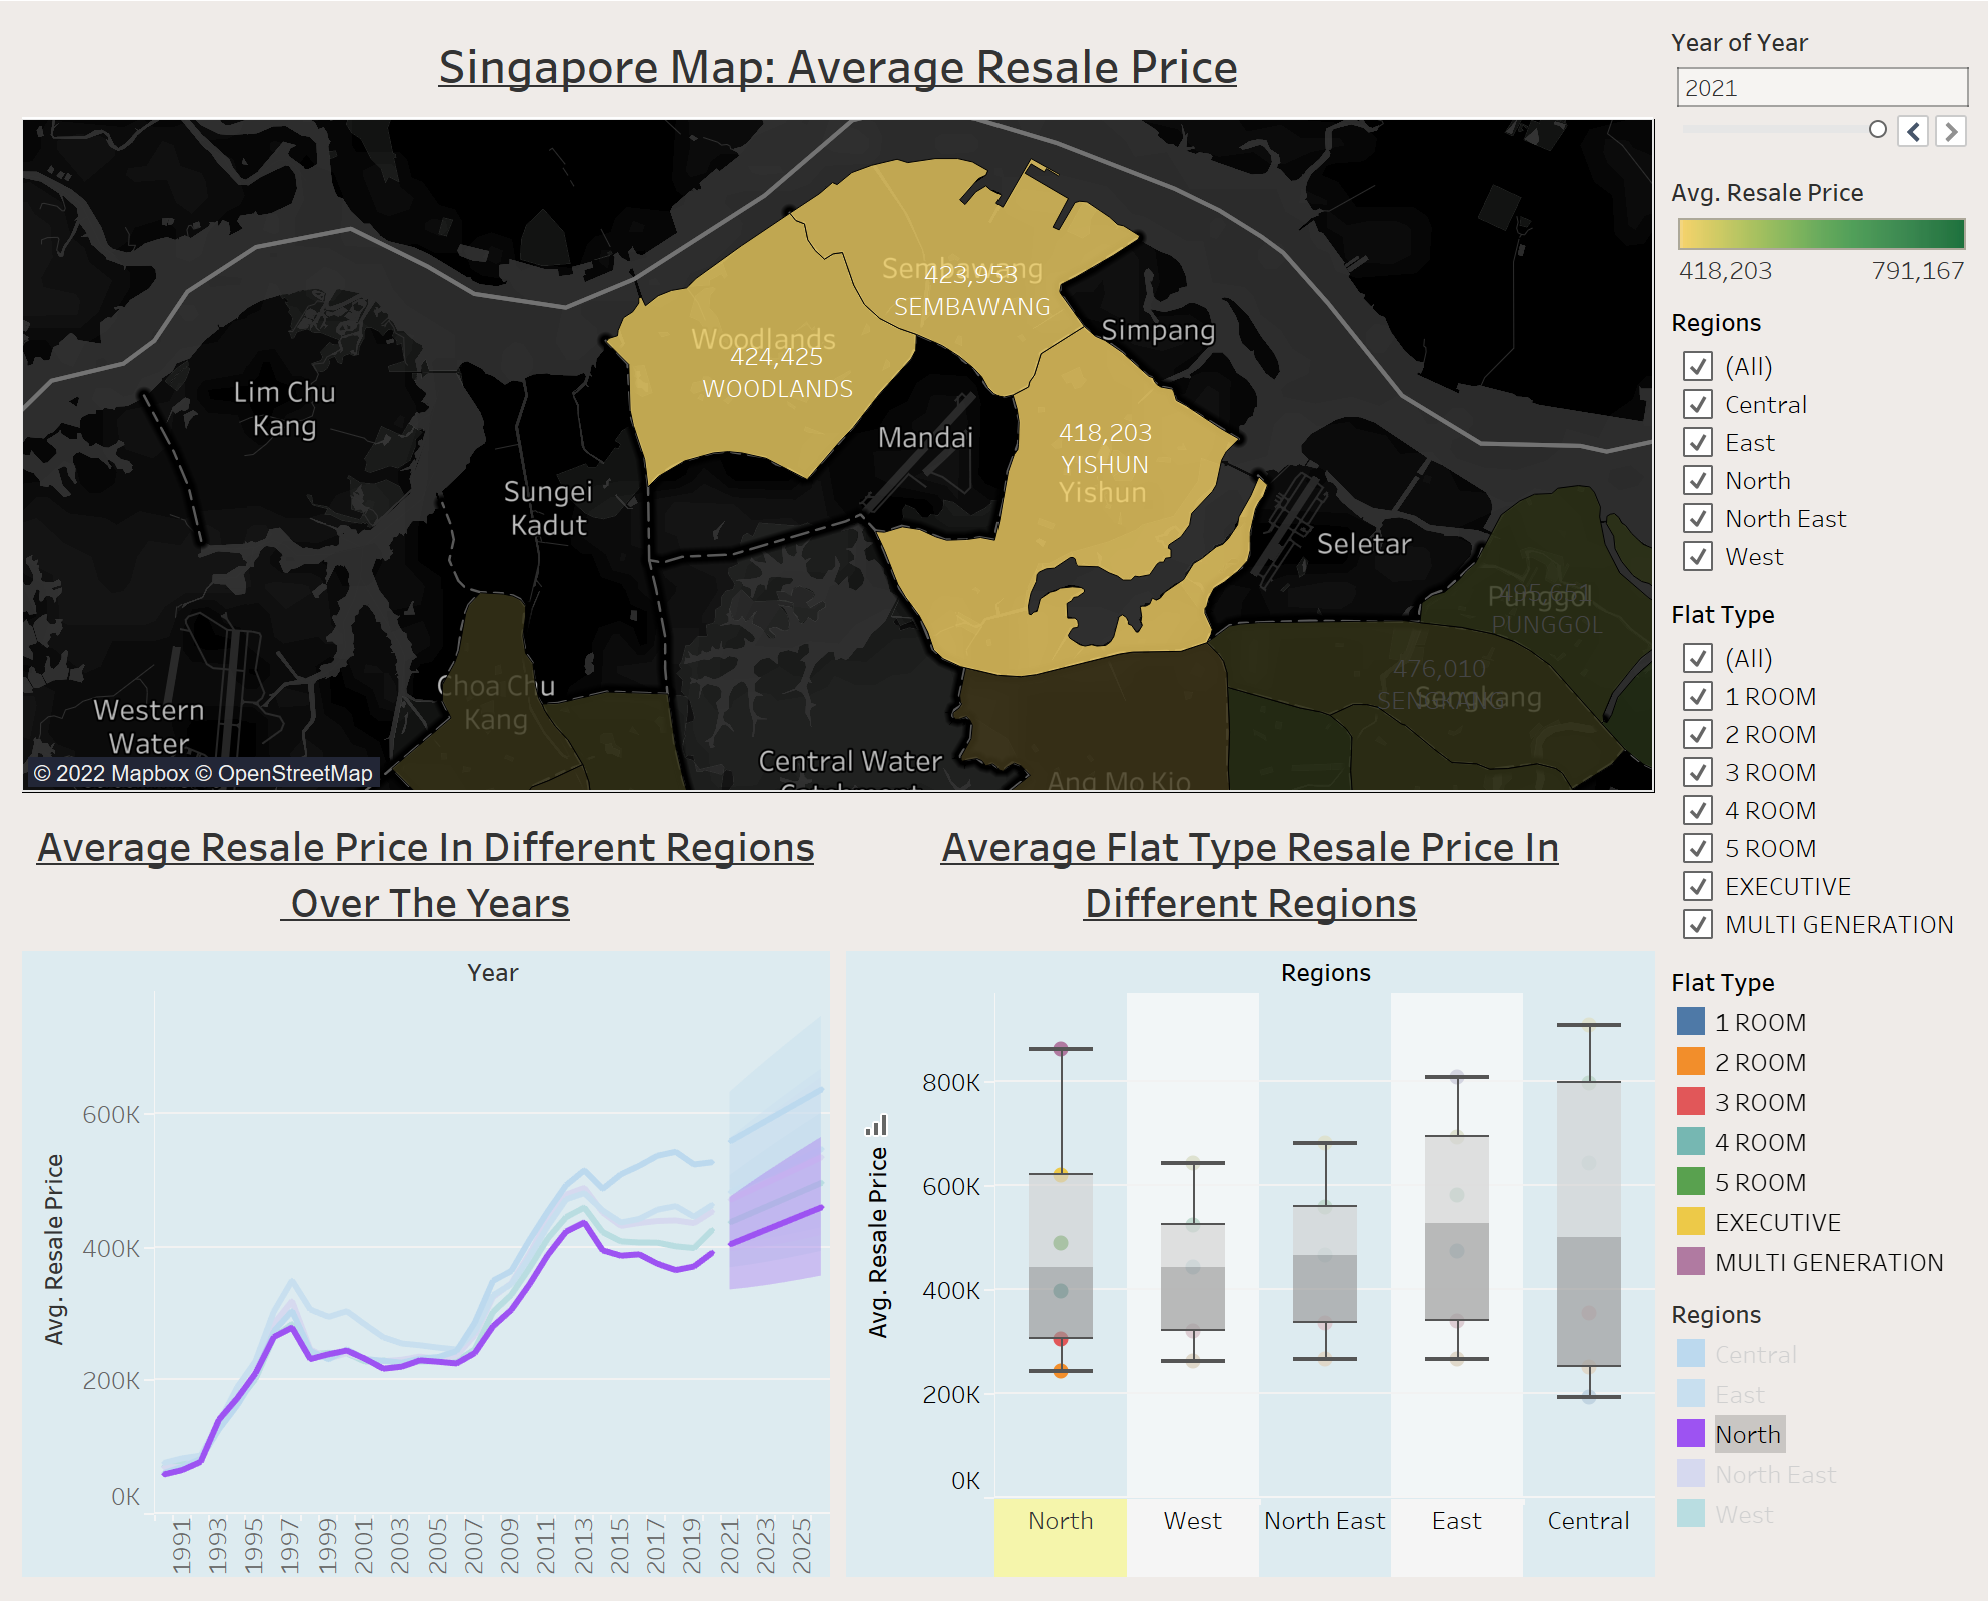 Singapore Map: Average Resale Price
Year of Year
2021
Avg. Resale Price
418,203
791,167
Regions
(All)
Central
East
North
North East
West
Flat Type
(All)
1 ROOM
2 ROOM
3 ROOM
4 ROOM
5 ROOM
EXECUTIVE
MULTI GENERATION
Flat Type
1 ROOM
2 ROOM
3 ROOM
4 ROOM
5 ROOM
EXECUTIVE
MULTI GENERATION
Regions
Central
East
North
North East
West
Sembawang
423,953
SEMBAWANG
Woodlands
424,425
WOODLANDS
Simpang
Lim Chu
Kang
Mandai
418,203
YISHUN
Yishun
Sungei
Kadut
Seletar
Punggol
495,651
PUNGGOL
476,010
SENGKANG
Sengkang
Choa Chu
Kang
Western
Water
Central Water
Catchment
Ang Mo Kio
© 2022 Mapbox © OpenStreetMap
Average Resale Price In Different Regions
Over The Years
Year
Avg. Resale Price
600K
400K
200K
0K
1991
1993
1995
1997
1999
2001
2003
2005
2007
2009
2011
2013
2015
2017
2019
2021
2023
2025
Average Flat Type Resale Price In
Different Regions
Regions
Avg. Resale Price
800K
600K
400K
200K
0K
North
West
North East
East
Central